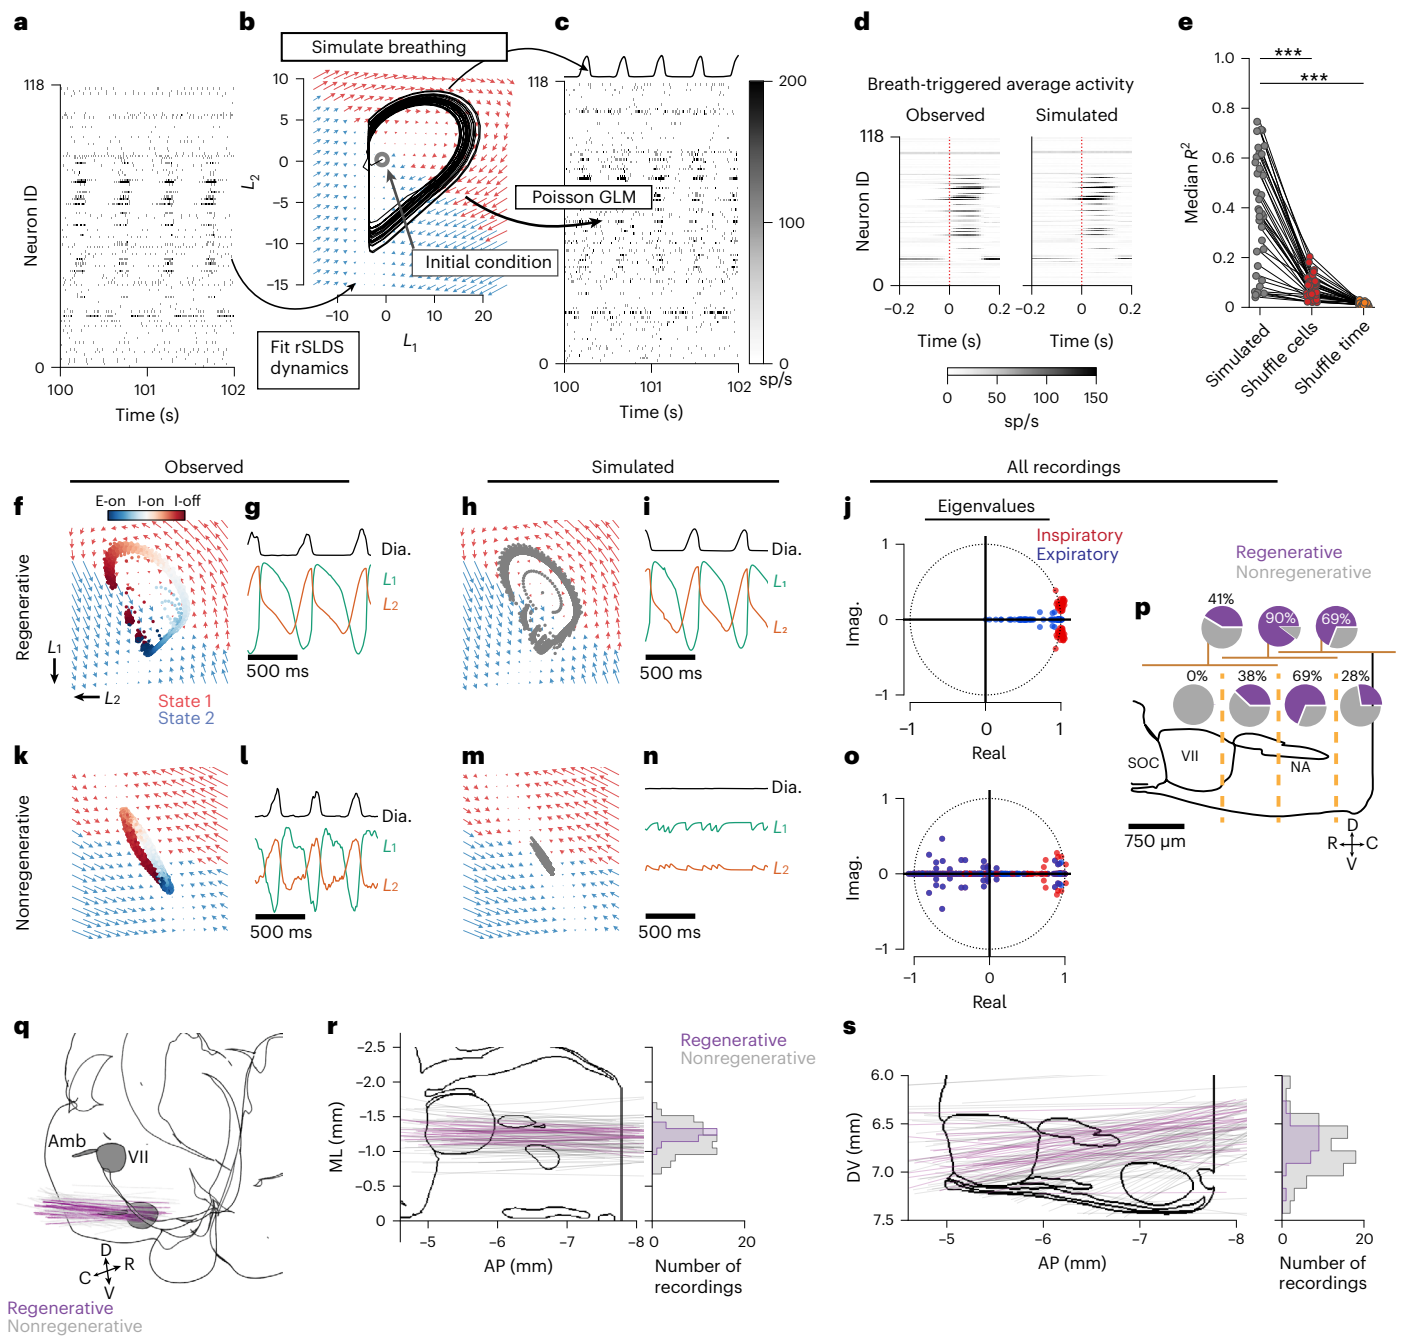 a
118
Neuron ID
0
100
101
102
Time (s)
b
Simulate breathing
10
5
0
−5
−10
−15
L2
−10
0
10
20
L1
Initial condition
Poisson GLM
Fit rSLDS
dynamics
c
118
0
100
101
102
Time (s)
200
100
0
sp/s
d
Breath-triggered average activity
Observed
Simulated
118
Neuron ID
0
−0.2
0
0.2
−0.2
0
0.2
Time (s)
Time (s)
0
50
100
150
sp/s
e
***
***
1.0
0.8
0.6
0.4
0.2
0
Median R2
Simulated
Shuffle cells
Shuffle time
Observed
Simulated
All recordings
f
E-on I-on I-off
Regenerative
L1
L2
State 1
State 2
g
Dia.
L1
L2
500 ms
h
i
Dia.
L1
L2
500 ms
j
Eigenvalues
Inspiratory
Expiratory
1
0
−1
Imag.
−1
0
1
Real
k
Nonregenerative
l
Dia.
L1
L2
500 ms
m
n
Dia.
L1
L2
500 ms
o
1
0
−1
Imag.
−1
0
1
Real
Regenerative
Nonregenerative
p
41%
90%
69%
0%
38%
69%
28%
SOC
VII
NA
750 µm
D
R
C
V
q
Amb
VII
D
R
C
V
Regenerative
Nonregenerative
r
Regenerative
Nonregenerative
−2.5
−2.0
−1.5
−1.0
−0.5
0
ML (mm)
−5
−6
−7
−8
AP (mm)
0
20
Number of
recordings
s
6.0
6.5
7.0
7.5
DV (mm)
−5
−6
−7
−8
AP (mm)
0
20
Number of
recordings